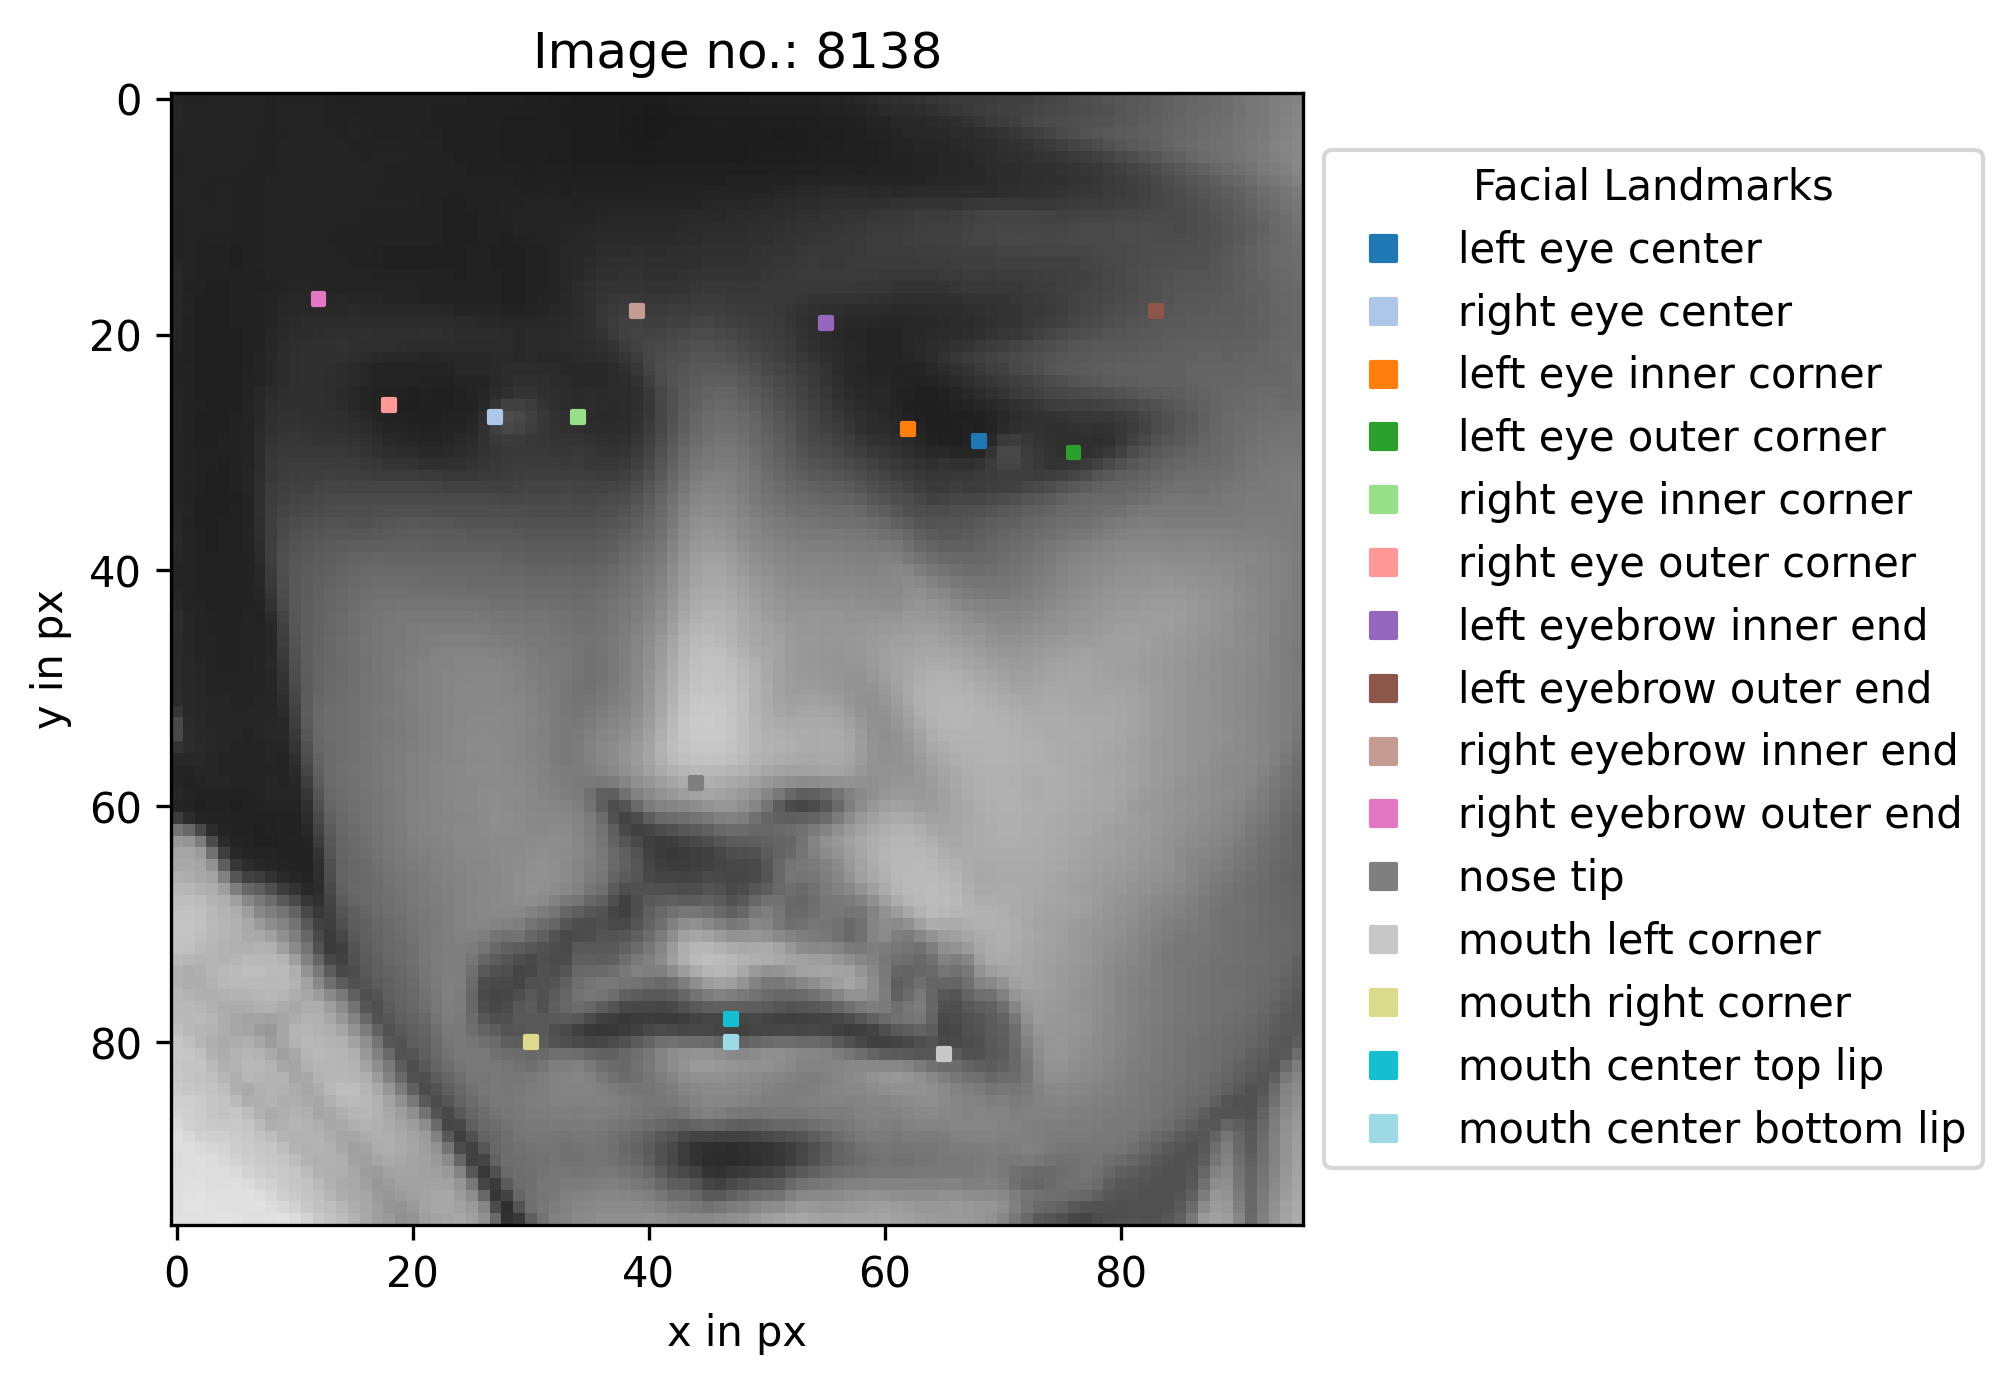 Image no.: 8138
0
20
40
60
80
y in px
0 20 40 60 80
x in px
Facial Landmarks
left eye center
right eye center
left eye inner corner
left eye outer corner
right eye inner corner
right eye outer corner
left eyebrow inner end
left eyebrow outer end
right eyebrow inner end
right eyebrow outer end
nose tip
mouth left corner
mouth right corner
mouth center top lip
mouth center bottom lip